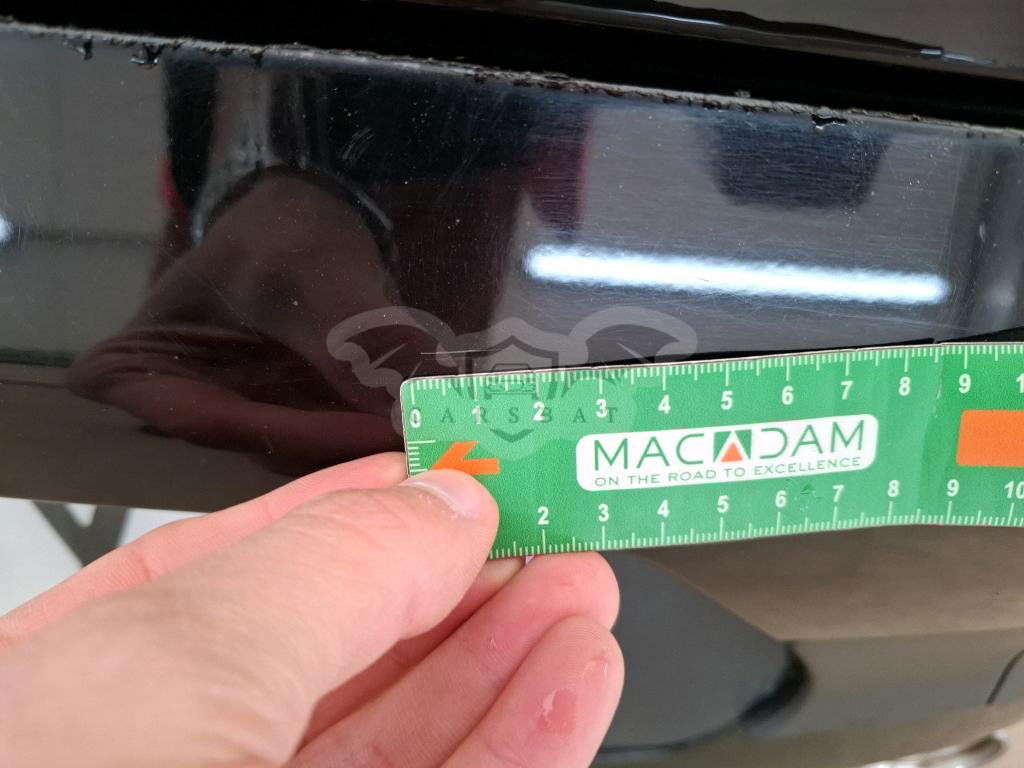 0 1 2 3 4 5 6 7 8 9 1
ARSBAT
MACADAM
ON THE ROAD TO EXCELLENCE
2 3 4 5 6 7 8 9 10